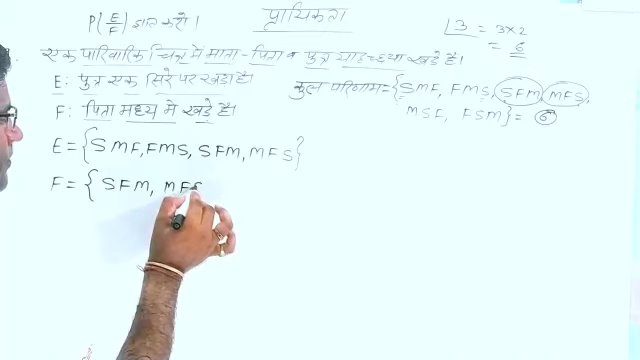 P(E/F) ज्ञात करो।
प्रायिकता
⌊3 = 3×2
= 6
एक पारिवारिक चित्र में माता-पिता व पुत्र यादृच्छया खडे है।
E: पुत्र एक सिरे पर खडा है।
कुल परिणाम = {SMF, FMS, SFM, MFS,
F: पिता मध्य मे खडे है।
MSF, FSM} = 6
E = {SMF, FMS, SFM, MFS}
F = {SFM, MFS